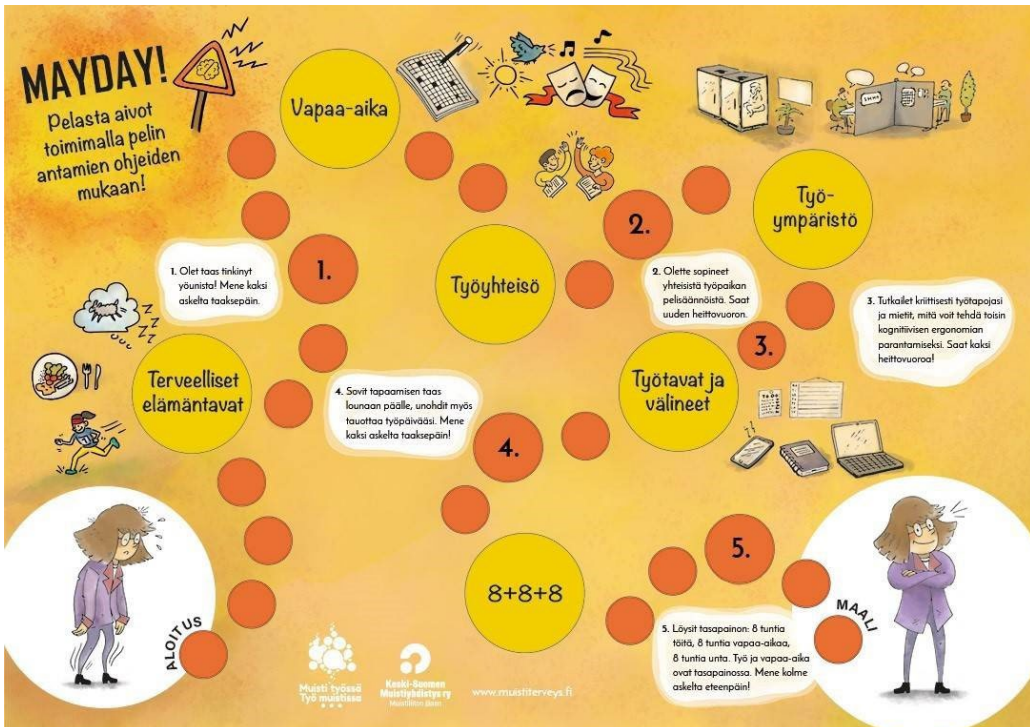 MAYDAY!
Pelasta aivot
toimimalla pelin
antamien ohjeiden
mukaan!
Vapaa-aika
Työ-
ympäristö
2.
1.
Työyhteisö
1. Olet taas tinkinyt
yöunista! Mene kaksi
askelta taaksepäin.
2. Olette sopineet
yhteisistä työpaikan
pelisäännöistä. Saat
uuden heittovuoron.
3. Tutkailet kriittisesti työtapojasi
ja mietit, mitä voit tehdä toisin
kognitiivisen ergonomian
parantamiseksi. Saat kaksi
heittovuoroa!
3.
Terveelliset
elämäntavat
Työtavat ja
välineet
4. Sovit tapaamisen taas
lounaan päälle, unohdit myös
tauottaa työpäivääsi. Mene
kaksi askelta taaksepäin!
4.
5.
8+8+8
ALOITUS
MAALI
5. Löysit tasapainon: 8 tuntia
töitä, 8 tuntia vapaa-aikaa,
8 tuntia unta. Työ ja vapaa-aika
ovat tasapainossa. Mene kolme
askelta eteenpäin!
Muisti työssä
Työ muistissa
Keski-Suomen
Muistiyhdistys ry
Muistiliiton jäsen
www.muistiterveys.fi